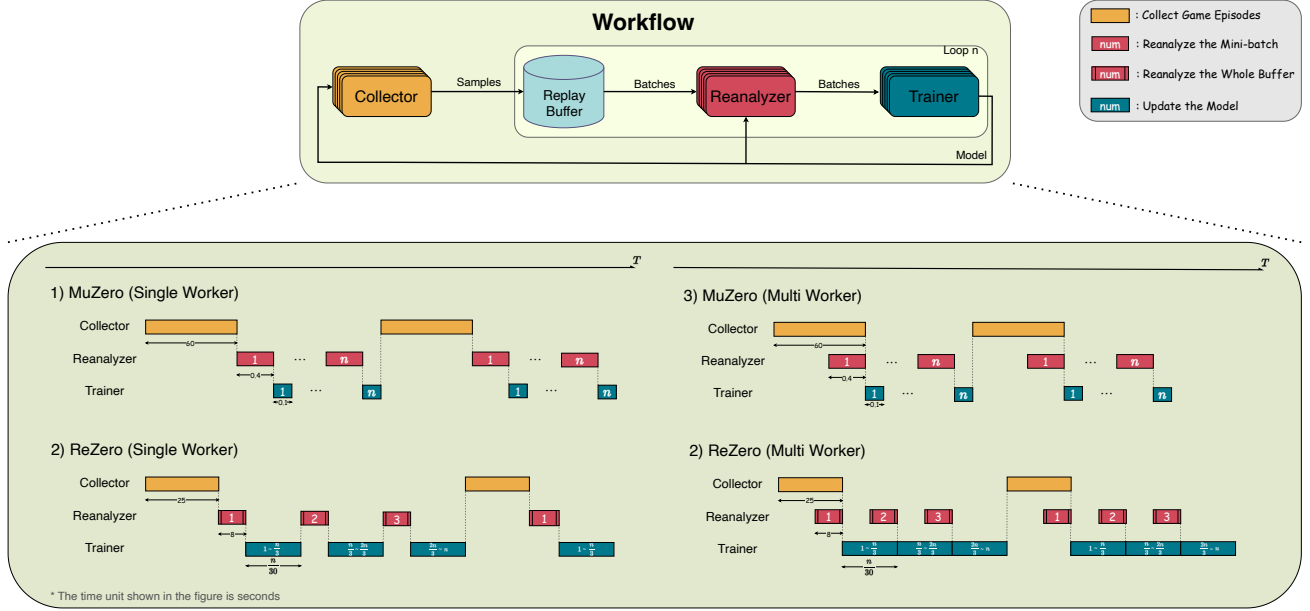 Workflow
Loop n
Collector
Samples
Replay
Buffer
Batches
Reanalyzer
Batches
Trainer
Model
: Collect Game Episodes
num : Reanalyze the Mini-batch
num : Reanalyze the Whole Buffer
num : Update the Model
T
1) MuZero (Single Worker)
Collector
60
Reanalyzer
1 ... n 1 ... n
0.4
Trainer
1 ... n 1 ... n
0.1
2) ReZero (Single Worker)
Collector
25
Reanalyzer
1 2 3 1
8
Trainer
1 ~ n/3 n/3 ~ 2n/3 2n/3 ~ n 1 ~ n/3
n/30
* The time unit shown in the figure is seconds
T
3) MuZero (Multi Worker)
Collector
60
Reanalyzer
1 ... n 1 ... n
0.4
Trainer
1 ... n 1 ... n
0.1
2) ReZero (Multi Worker)
Collector
25
Reanalyzer
1 2 3 1 2 3
8
Trainer
1 ~ n/3 n/3 ~ 2n/3 2n/3 ~ n 1 ~ n/3 n/3 ~ 2n/3 2n/3 ~ n
n/30